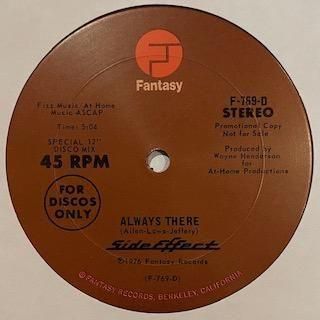 Fantasy
Fizz Music, At Home
Music-ASCAP
Time: 5:04
SPECIAL 12"
DISCO MIX
45 RPM
FOR
DISCOS
ONLY
F-769-D
STEREO
Promotional Copy
Not for Sale
Produced by
Wayne Henderson
for
At-Home Productions
ALWAYS THERE
(Allen-Laws-Jeffery)
Side Effect
℗1976 Fantasy Records
(F-769-D)
© FANTASY RECORDS, BERKELEY, CALIFORNIA